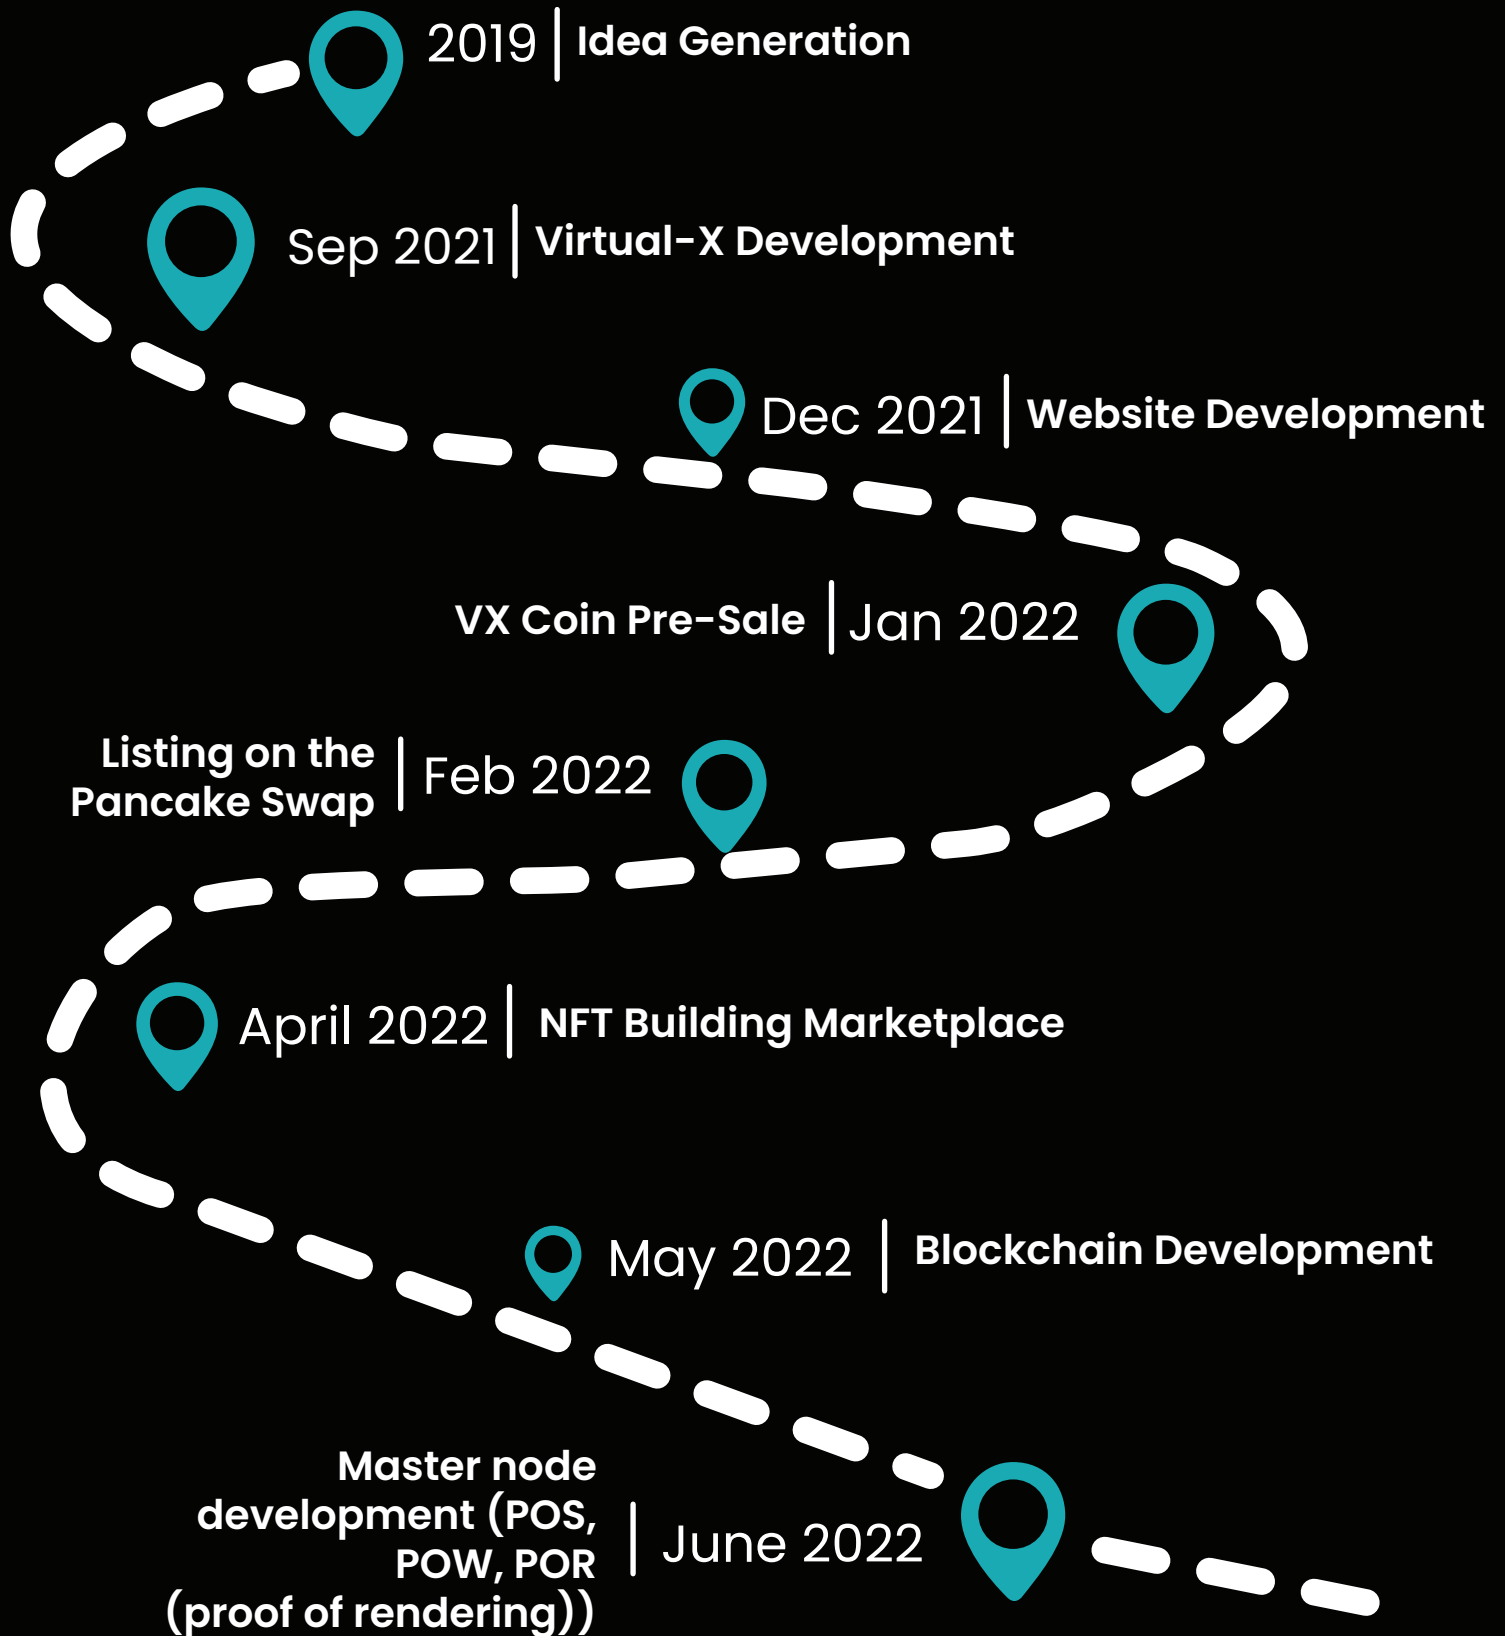 2019 Idea Generation
Sep 2021 Virtual-X Development
Dec 2021 Website Development
VX Coin Pre-Sale Jan 2022
Listing on the
Pancake Swap
Feb 2022
April 2022 NFT Building Marketplace
May 2022 Blockchain Development
Master node
development (POS,
POW, POR
(proof of rendering))
June 2022